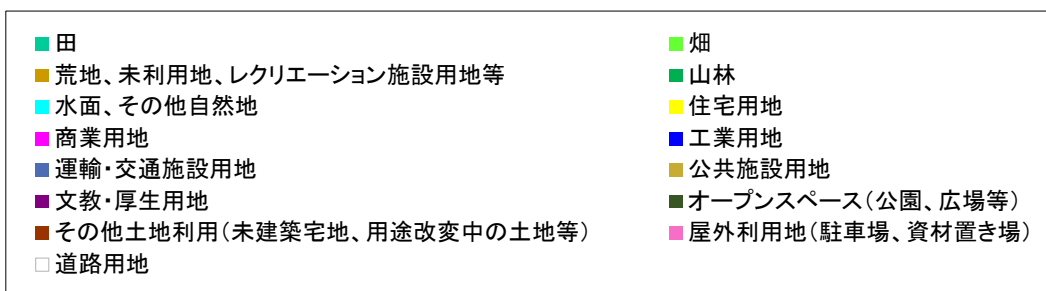 田
畑
荒地、未利用地、レクリエーション施設用地等
山林
水面、その他自然地
住宅用地
商業用地
工業用地
運輸・交通施設用地
公共施設用地
文教・厚生用地
オープンスペース（公園、広場等）
その他土地利用（未建築宅地、用途改変中の土地等）
屋外利用地（駐車場、資材置き場）
道路用地